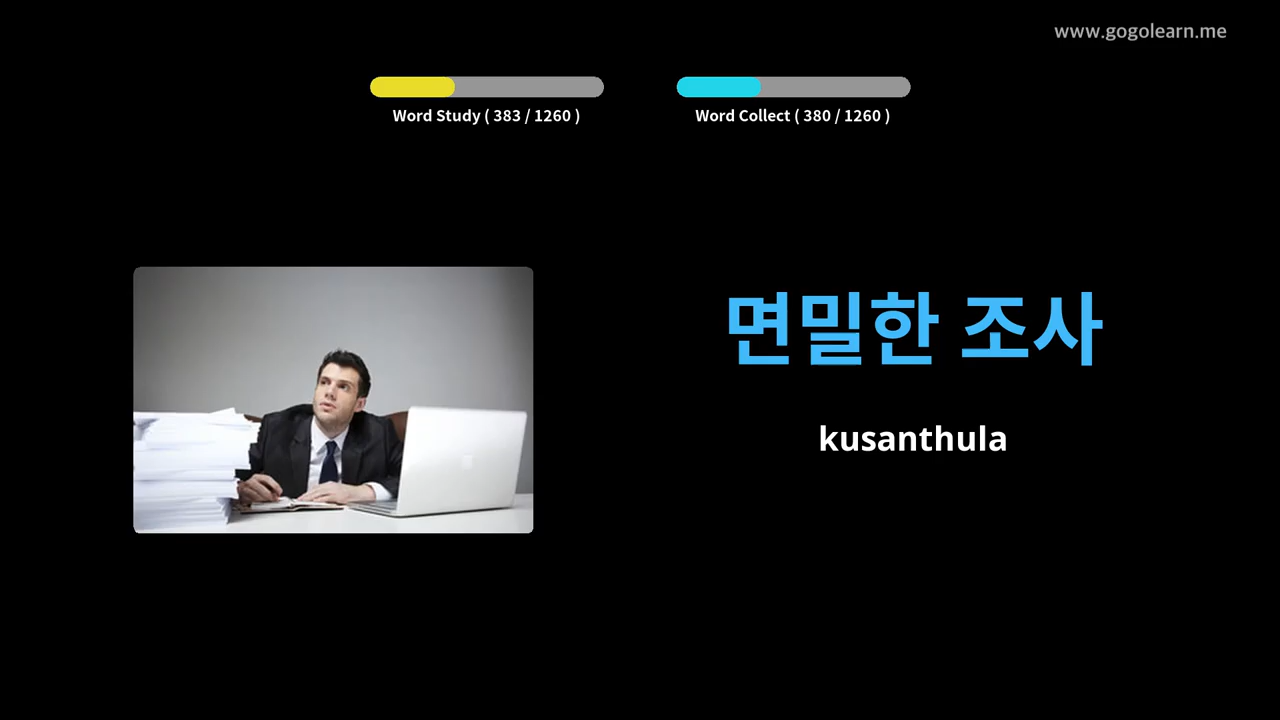 www.gogolearn.me
Word Study ( 383 / 1260 )
Word Collect ( 380 / 1260 )
면밀한 조사
kusanthula